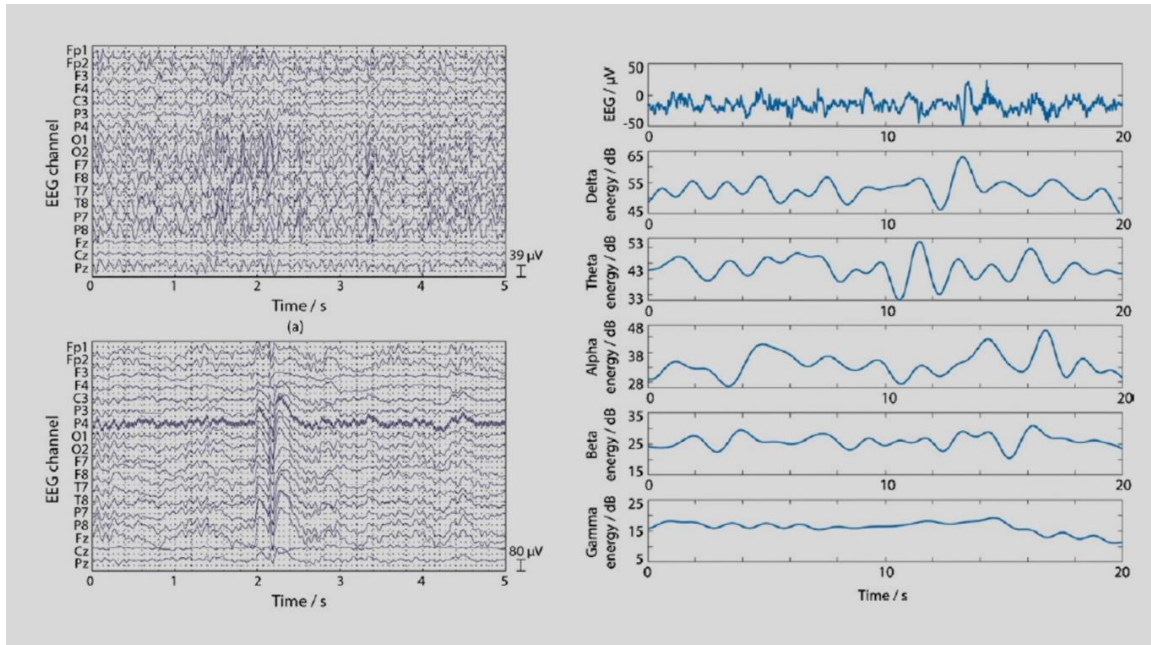 Fp1
Fp2
F3
F4
C3
P3
P4
O1
O2
F7
F8
T7
T8
P7
P8
Fz
Cz
Pz
EEG channel
39 μV
0 1 2 3 4 5
Time / s
(a)
Fp1
Fp2
F3
F4
C3
P3
P4
O1
O2
F7
F8
T7
T8
P7
P8
Fz
Cz
Pz
EEG channel
80 μV
0 1 2 3 4 5
Time / s
EEG / μV
50
0
-50
0 10 20
Delta
energy / dB
65
55
45
0 10 20
Theta
energy / dB
53
43
33
0 10 20
Alpha
energy / dB
48
38
28
0 10 20
Beta
energy / dB
35
25
15
0 10 20
Gamma
energy / dB
25
15
5
0 10 20
Time / s